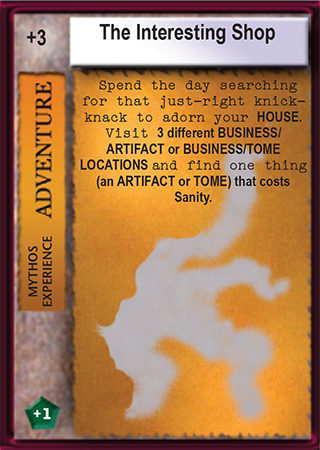 +3
The Interesting Shop
Spend the day searching
for that just-right knick-
knack to adorn your HOUSE.
Visit 3 different BUSINESS/
ARTIFACT or BUSINESS/TOME
LOCATIONS and find one thing
(an ARTIFACT or TOME) that costs
Sanity.
MYTHOS
EXPERIENCE
ADVENTURE
+1